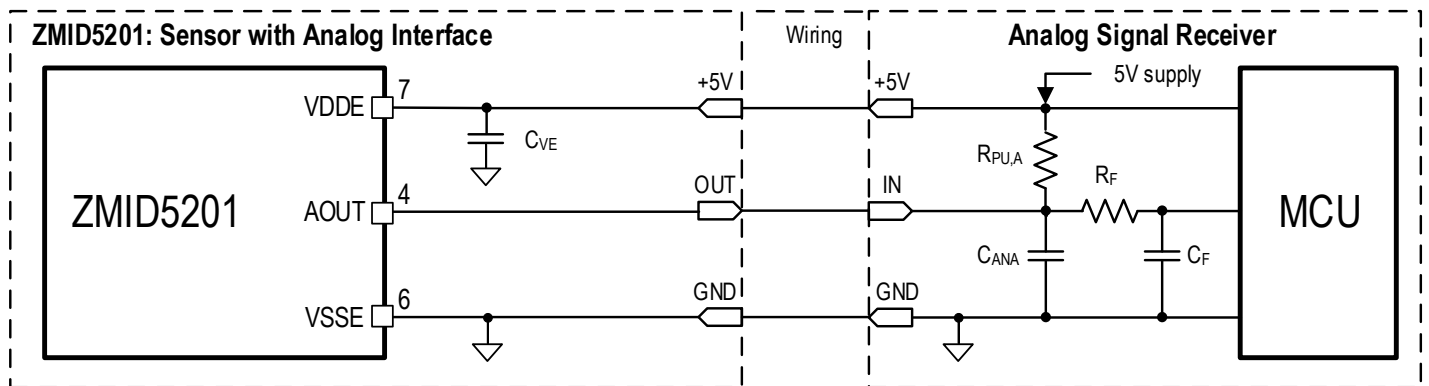 ZMID5201: Sensor with Analog Interface
Wiring
Analog Signal Receiver
7
+5V
+5V
5V supply
VDDE
CVE
RPU,A
RF
ZMID5201
4
AOUT
OUT
IN
MCU
CANA
CF
6
VSSE
GND
GND